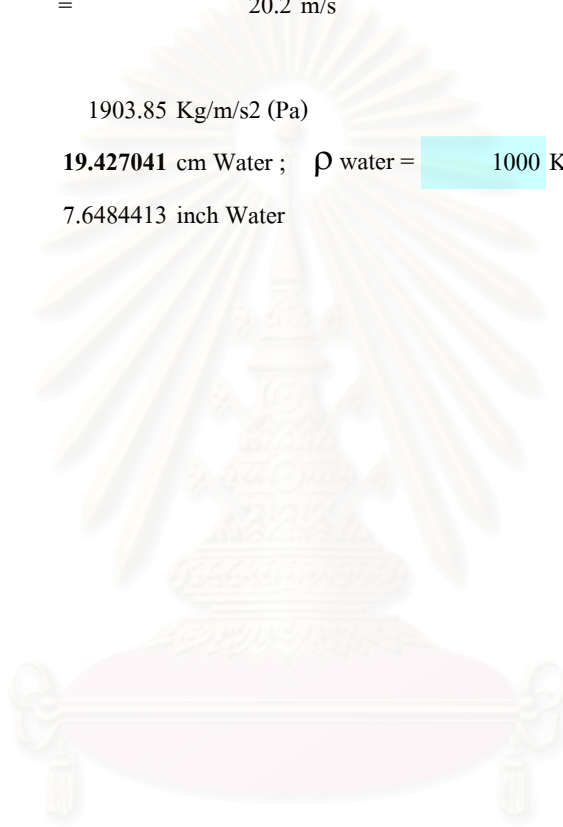 = 20.2 m/s
1903.85 Kg/m/s2 (Pa)
19.427041 cm Water ; ρ water = 1000 K
7.6484413 inch Water